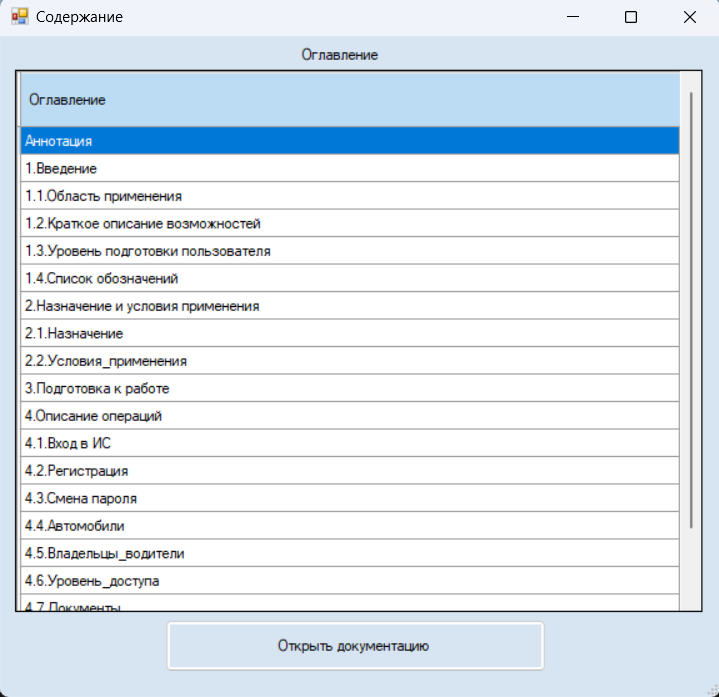 Содержание
Оглавление
Оглавление
Аннотация
1.Введение
1.1.Область применения
1.2.Краткое описание возможностей
1.3.Уровень подготовки пользователя
1.4.Список обозначений
2.Назначение и условия применения
2.1.Назначение
2.2.Условия_применения
3.Подготовка к работе
4.Описание операций
4.1.Вход в ИС
4.2.Регистрация
4.3.Смена пароля
4.4.Автомобили
4.5.Владельцы_водители
4.6.Уровень_доступа
4.7.Документы
Открыть документацию